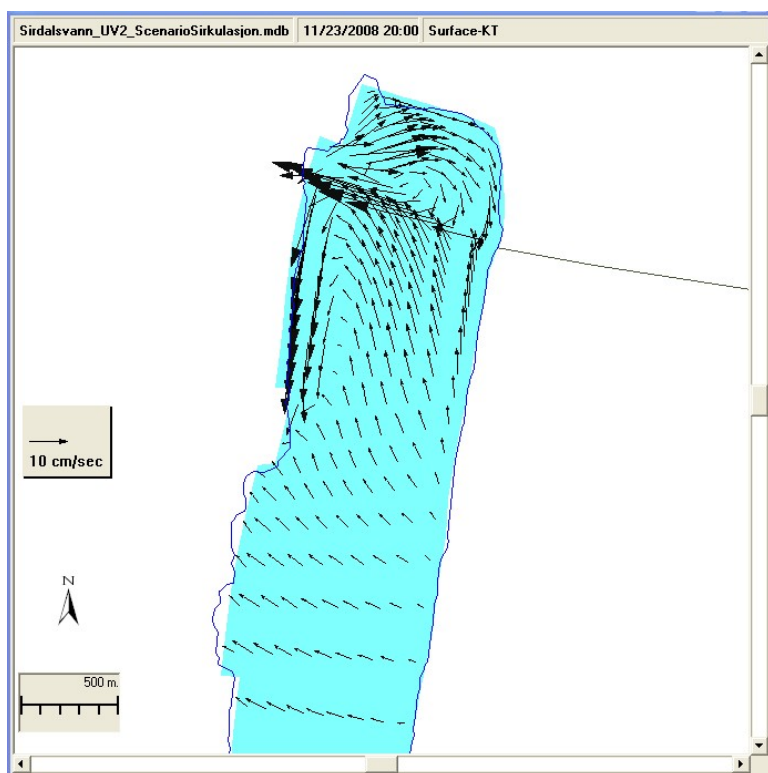 Sirdalsvann_UV2_ScenarioSirkulasjon.mdb 11/23/2008 20:00 Surface-KT
10 cm/sec
N
500 m.